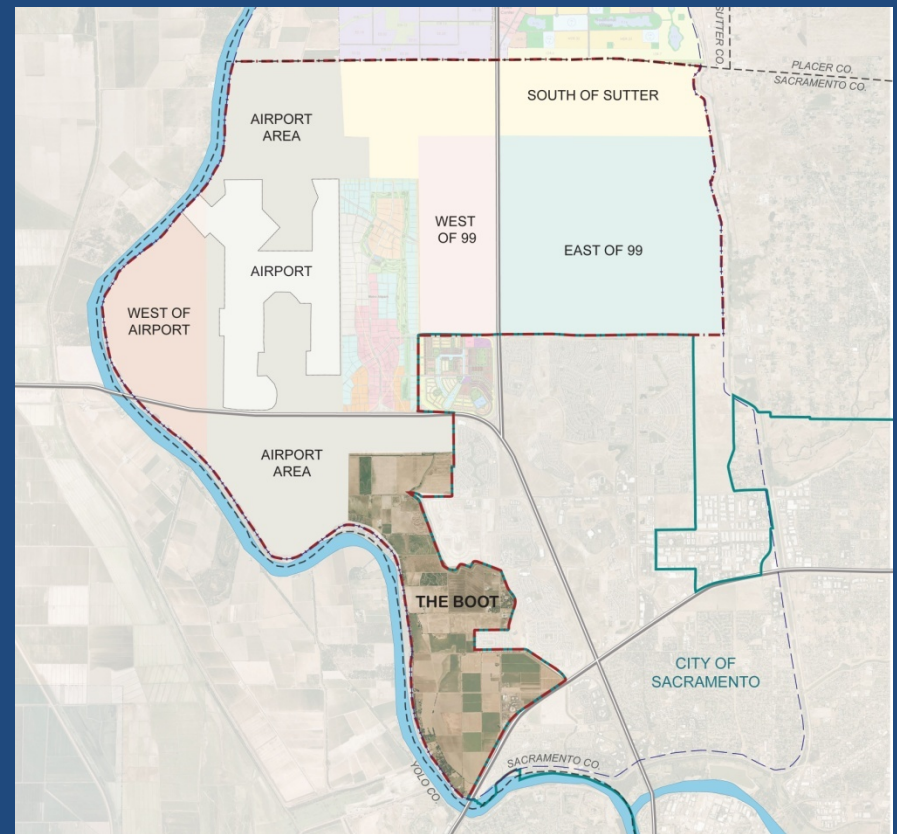 SUTTER CO.
PLACER CO.
SACRAMENTO CO.
SOUTH OF SUTTER
AIRPORT
AREA
WEST
OF 99
EAST OF 99
AIRPORT
WEST OF
AIRPORT
AIRPORT
AREA
THE BOOT
CITY OF
SACRAMENTO
SACRAMENTO CO.
YOLO CO.